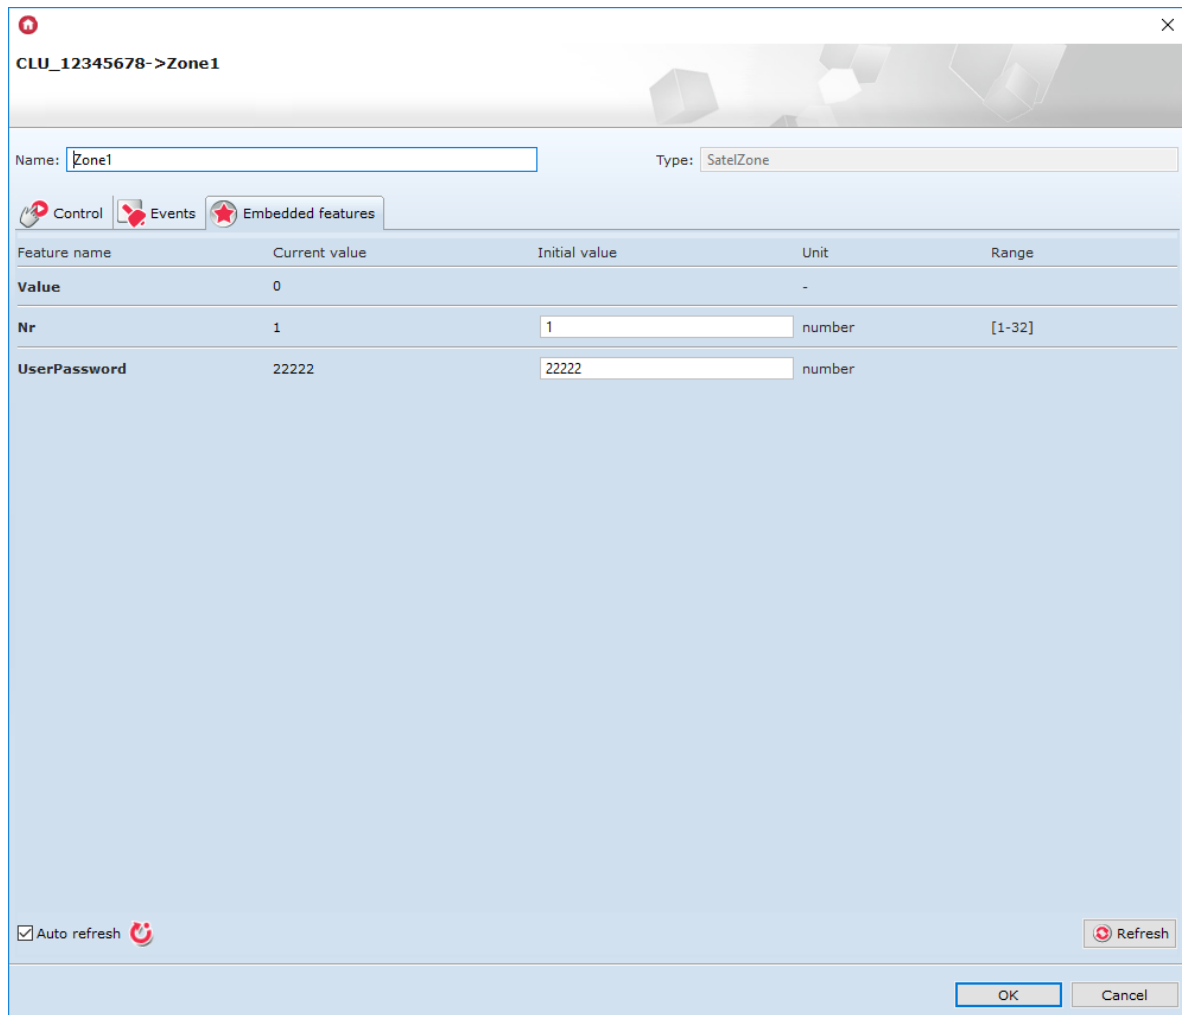 CLU_12345678->Zone1
Name: Zone1 Type: SatelZone
Control Events Embedded features
Feature name Current value Initial value Unit Range
Value 0 -
Nr 1 1 number [1-32]
UserPassword 22222 22222 number
Auto refresh Refresh
OK Cancel